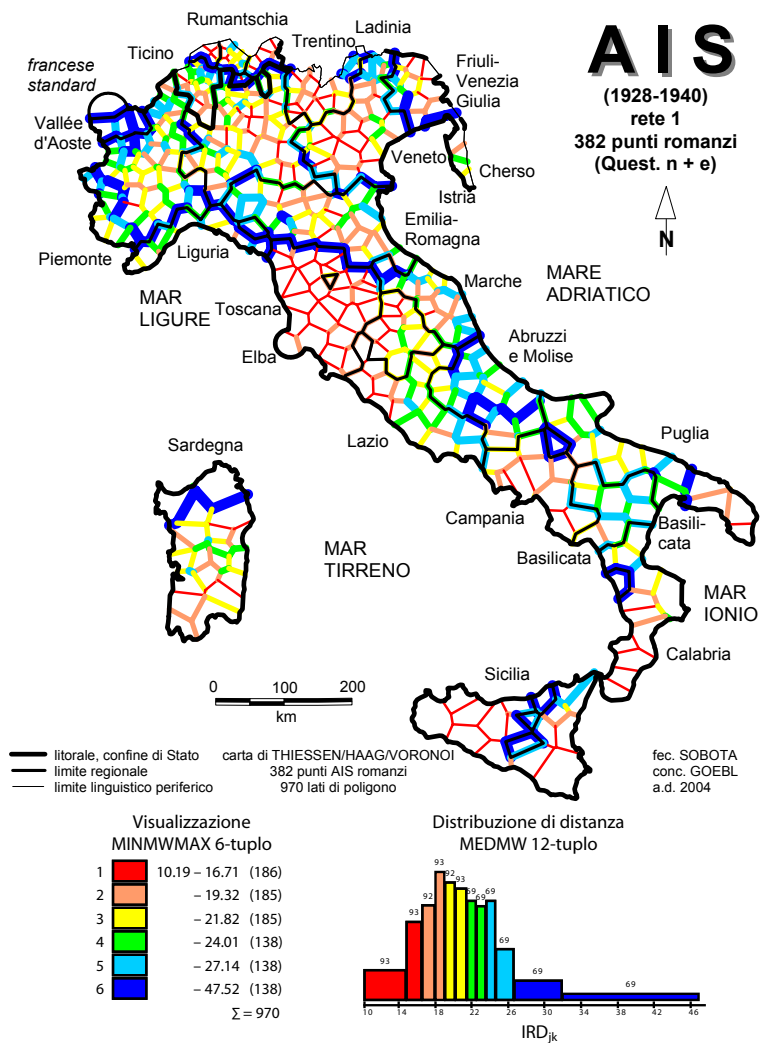 Rumantschia
Ladinia
Ticino
Trentino
Friuli-
Venezia
Giulia
francese
standard
Vallée
d'Aoste
AIS
(1928-1940)
rete 1
382 punti romanzi
(Quest. n + e)
N
Veneto
Cherso
Istria
Emilia-
Romagna
Piemonte
Liguria
Marche
MARE
ADRIATICO
MAR
LIGURE
Toscana
Abruzzi
e Molise
Elba
Lazio
Puglia
Sardegna
Campania
Basili-
cata
Basilicata
MAR
TIRRENO
MAR
IONIO
Calabria
Sicilia
0 100 200
km
litorale, confine di Stato
limite regionale
limite linguistico periferico
carta di THIESSEN/HAAG/VORONOI
382 punti AIS romanzi
970 lati di poligono
fec. SOBOTA
conc. GOEBL
a.d. 2004
Visualizzazione
MINMWMAX 6-tuplo
1 10.19 – 16.71 (186)
2 – 19.32 (185)
3 – 21.82 (185)
4 – 24.01 (138)
5 – 27.14 (138)
6 – 47.52 (138)
Σ = 970
Distribuzione di distanza
MEDMW 12-tuplo
93 93 92 93 92 93 69 69 69 69 69 69
10 14 18 22 26 30 34 38 42 46
IRDjk